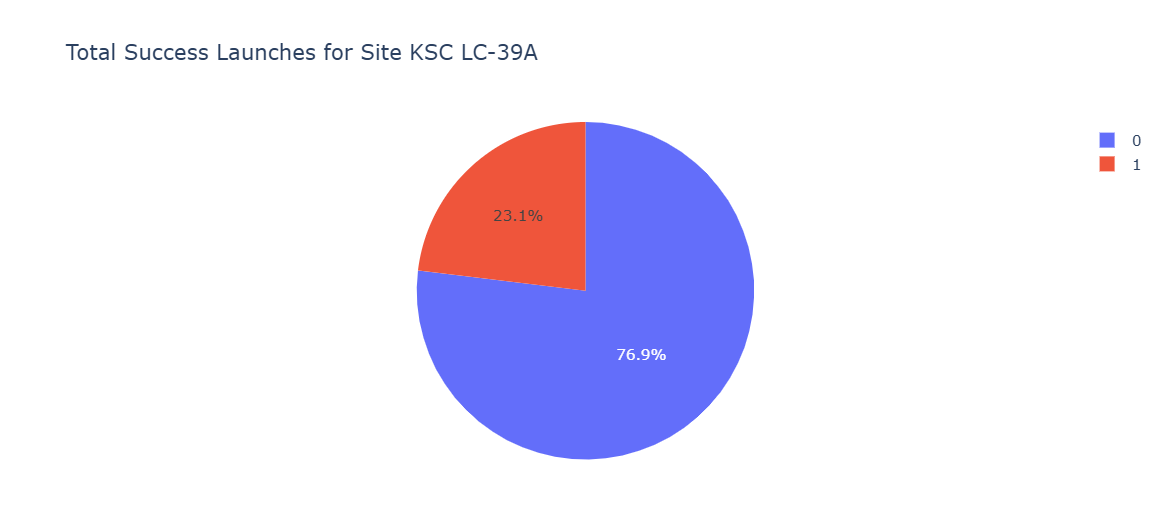 Total Success Launches for Site KSC LC-39A
0
1
23.1%
76.9%